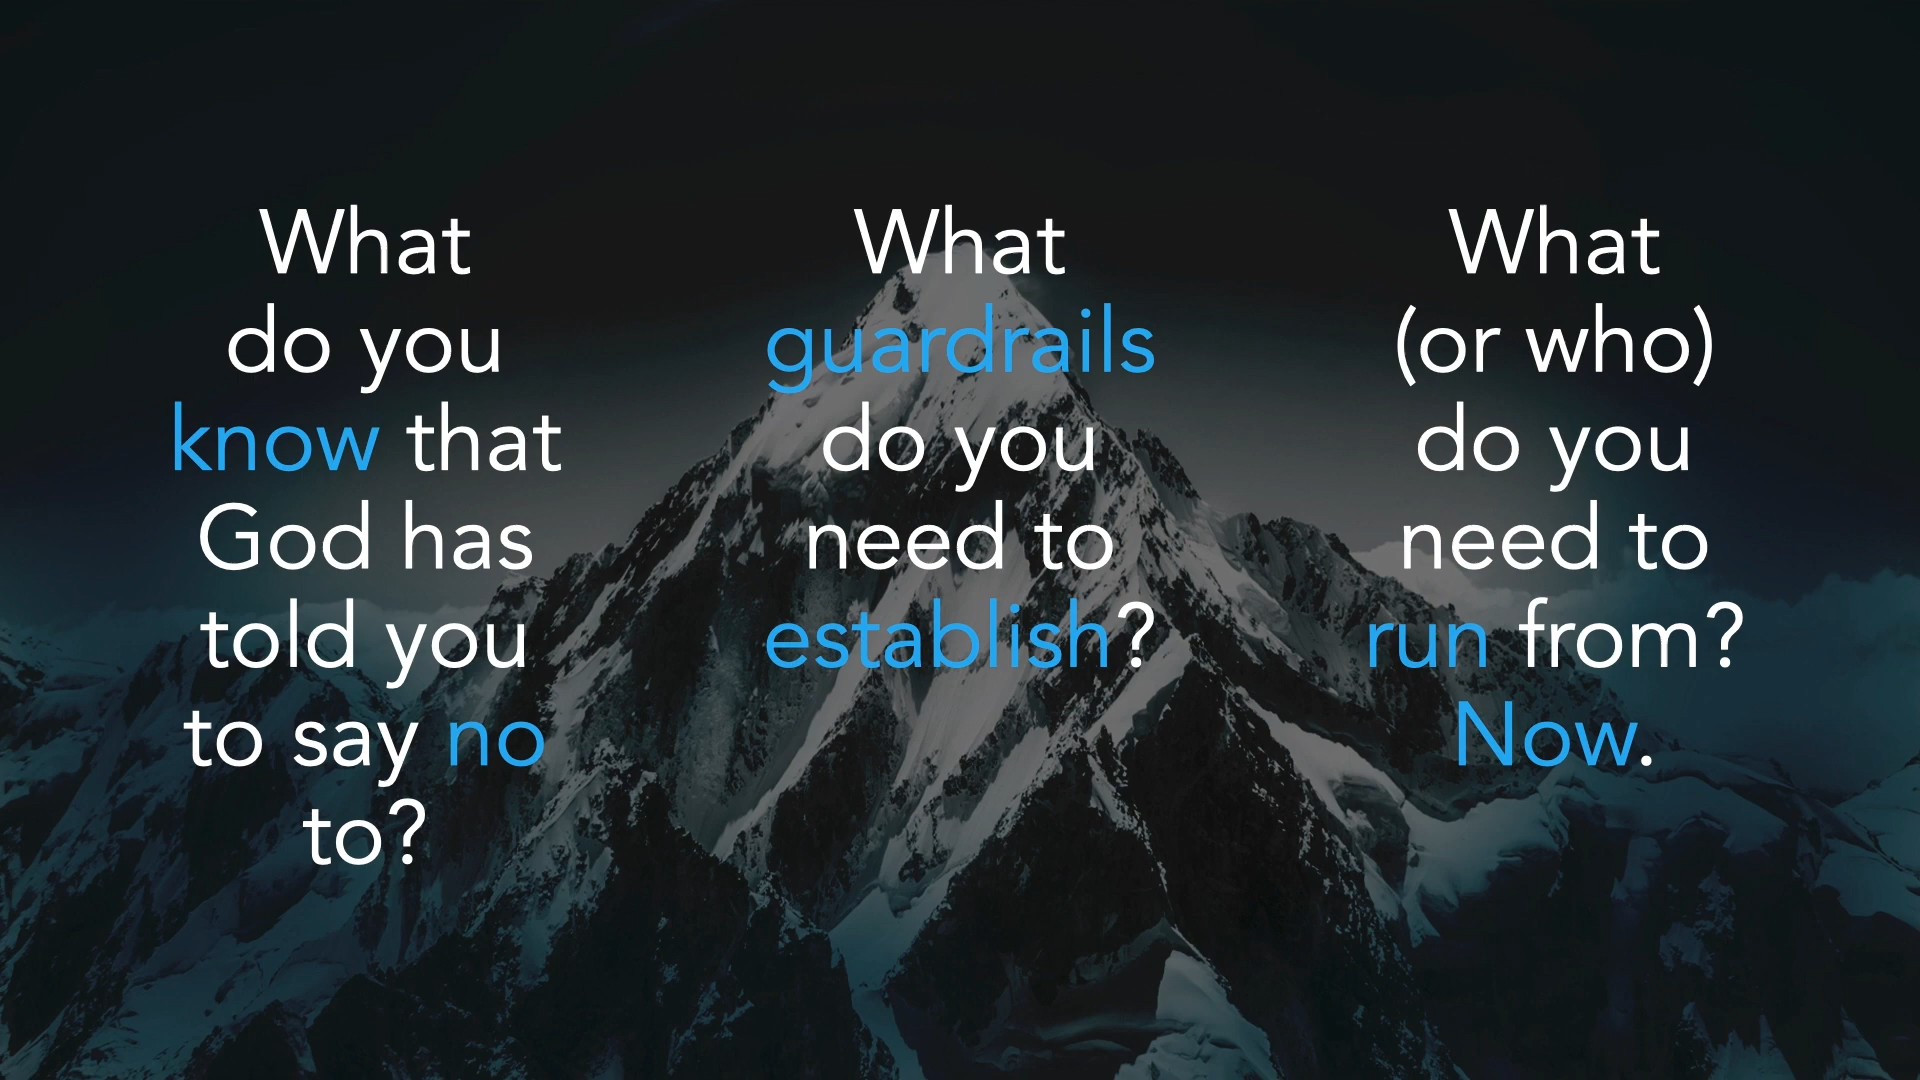 What
do you
know that
God has
told you
to say no
to?
What
guardrails
do you
need to
establish?
What
(or who)
do you
need to
run from?
Now.